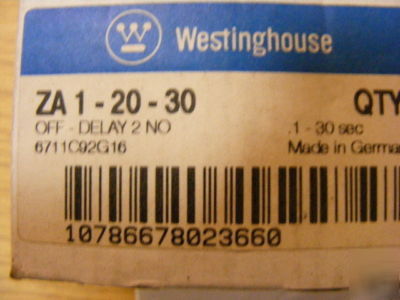 Westinghouse
ZA 1 - 20 - 30 QTY
OFF - DELAY 2 NO .1 - 30 sec
6711C92G16 Made in German
10786678023660